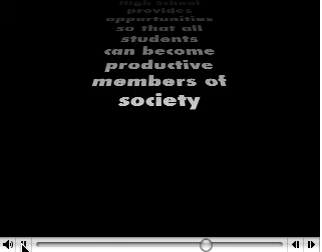 High School
provides
opportunities
so that all
students
can become
productive
members of
society